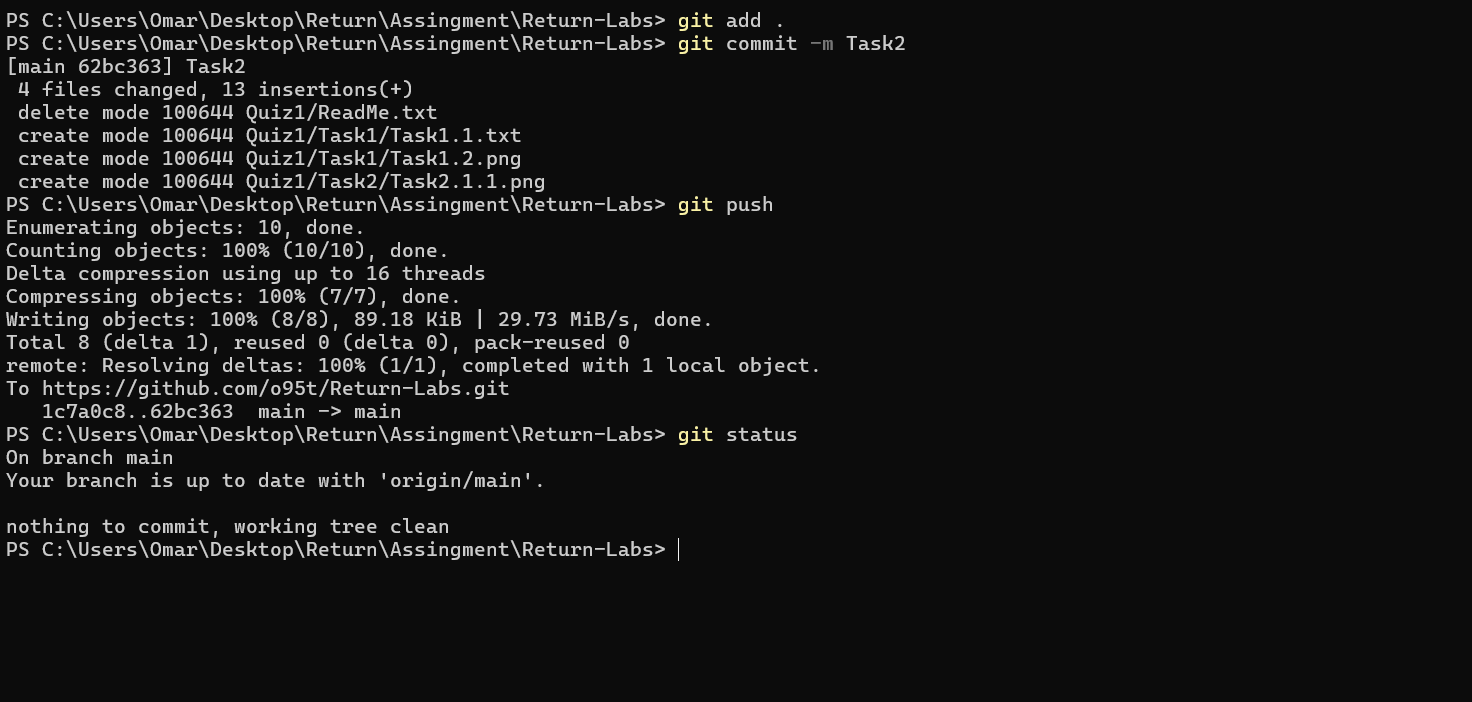 PS C:\Users\Omar\Desktop\Return\Assingment\Return-Labs> git add .
PS C:\Users\Omar\Desktop\Return\Assingment\Return-Labs> git commit -m Task2
[main 62bc363] Task2
 4 files changed, 13 insertions(+)
 delete mode 100644 Quiz1/ReadMe.txt
 create mode 100644 Quiz1/Task1/Task1.1.txt
 create mode 100644 Quiz1/Task1/Task1.2.png
 create mode 100644 Quiz1/Task2/Task2.1.1.png
PS C:\Users\Omar\Desktop\Return\Assingment\Return-Labs> git push
Enumerating objects: 10, done.
Counting objects: 100% (10/10), done.
Delta compression using up to 16 threads
Compressing objects: 100% (7/7), done.
Writing objects: 100% (8/8), 89.18 KiB | 29.73 MiB/s, done.
Total 8 (delta 1), reused 0 (delta 0), pack-reused 0
remote: Resolving deltas: 100% (1/1), completed with 1 local object.
To https://github.com/o95t/Return-Labs.git
   1c7a0c8..62bc363  main -> main
PS C:\Users\Omar\Desktop\Return\Assingment\Return-Labs> git status
On branch main
Your branch is up to date with 'origin/main'.

nothing to commit, working tree clean
PS C:\Users\Omar\Desktop\Return\Assingment\Return-Labs>